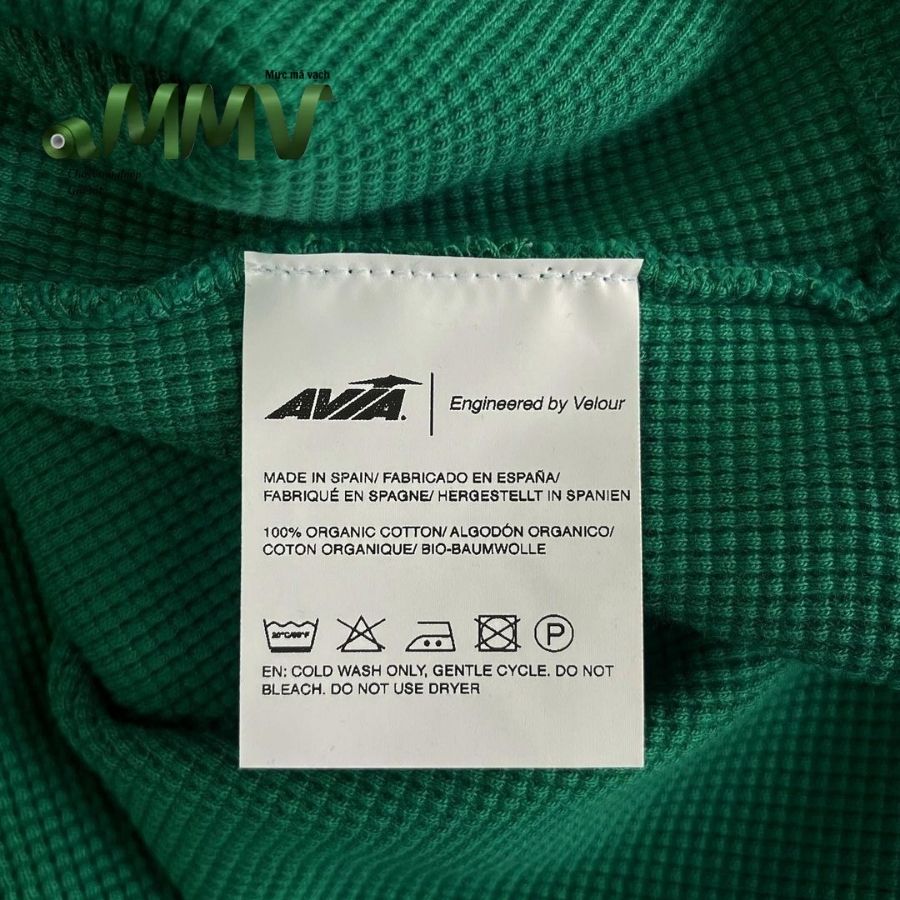 Mực mã vạch
MMV
AVIA.
Engineered by Velour
MADE IN SPAIN/ FABRICADO EN ESPAÑA/
FABRIQUÉ EN SPAGNE/ HERGESTELLT IN SPANIEN
100% ORGANIC COTTON/ ALGODÓN ORGANICO/
COTON ORGANIQUE/ BIO-BAUMWOLLE
P
EN: COLD WASH ONLY, GENTLE CYCLE. DO NOT
BLEACH. DO NOT USE DRYER